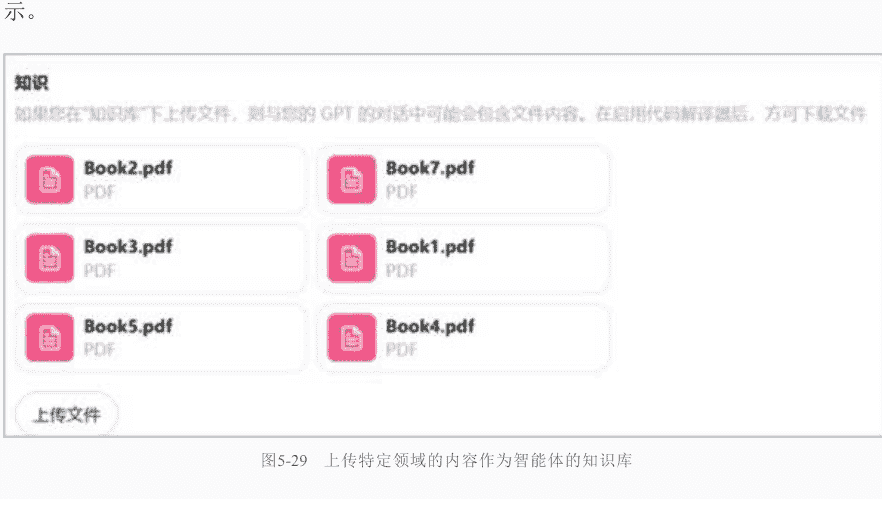 示。
知识
如果您在"知识库"下上传文件，则与您的 GPT 的对话中可能会包含文件内容。在启用代码解译器后，方可下载文件
Book2.pdf
PDF
Book7.pdf
PDF
Book3.pdf
PDF
Book1.pdf
PDF
Book5.pdf
PDF
Book4.pdf
PDF
上传文件
图5-29 上传特定领域的内容作为智能体的知识库